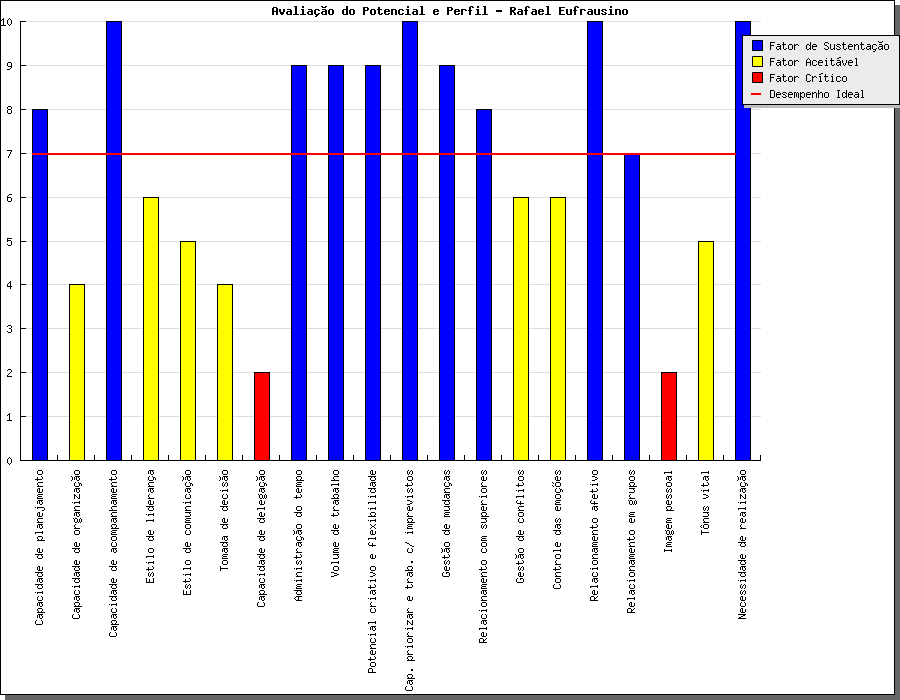 Avaliação do Potencial e Perfil - Rafael Eufrausino
Fator de Sustentação
Fator Aceitável
Fator Crítico
Desempenho Ideal
10
9
8
7
6
5
4
3
2
1
0
Capacidade de planejamento
Capacidade de organização
Capacidade de acompanhamento
Estilo de liderança
Estilo de comunicação
Tomada de decisão
Capacidade de delegação
Administração do tempo
Volume de trabalho
Potencial criativo e flexibilidade
Cap. priorizar e trab. c/ imprevistos
Gestão de mudanças
Relacionamento com superiores
Gestão de conflitos
Controle das emoções
Relacionamento afetivo
Relacionamento em grupos
Imagem pessoal
Tônus vital
Necessidade de realização